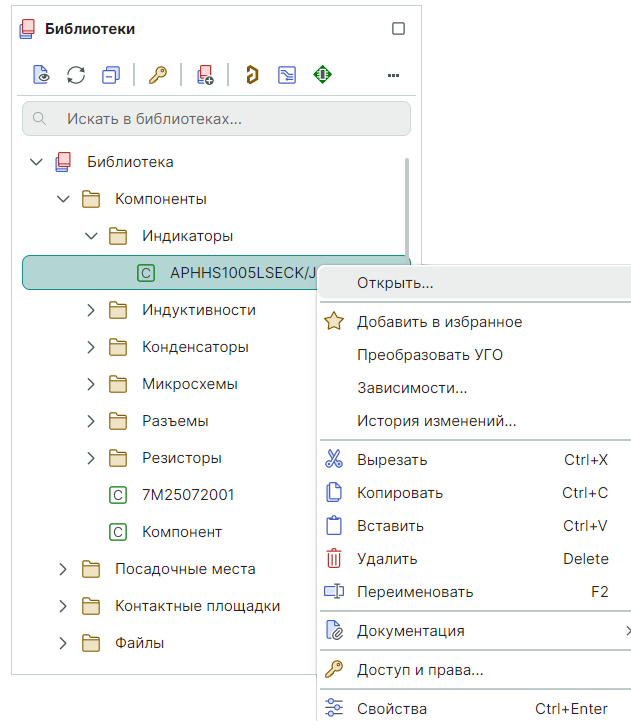 Библиотеки
Искать в библиотеках...
Библиотека
Компоненты
Индикаторы
APHHS1005LSECK/J
Открыть...
Индуктивности
Добавить в избранное
Конденсаторы
Преобразовать УГО
Микросхемы
Зависимости...
Разъемы
История изменений...
Резисторы
Вырезать Ctrl+X
7М25072001
Копировать Ctrl+C
Компонент
Вставить Ctrl+V
Посадочные места
Удалить Delete
Контактные площадки
Переименовать F2
Файлы
Документация
Доступ и права...
Свойства Ctrl+Enter